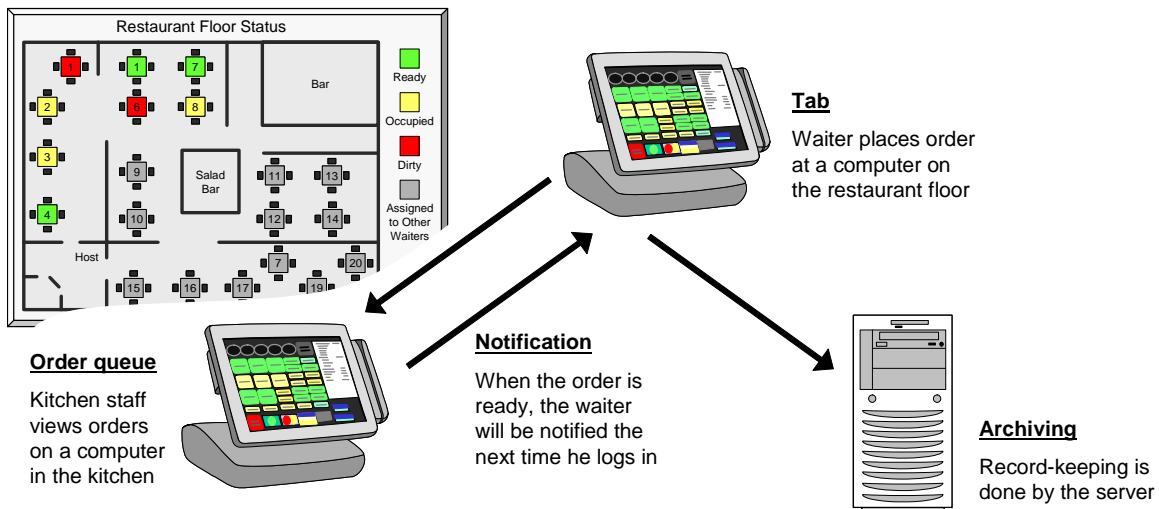 Restaurant Floor Status
1
1
7
Ready
Bar
2
6
8
Occupied
3
Dirty
9
Salad
Bar
11
13
4
10
12
14
Assigned
to Other
Waiters
Host
7
20
15
16
17
19
Tab
Waiter places order
at a computer on
the restaurant floor
Order queue
Kitchen staff
views orders
on a computer
in the kitchen
Notification
When the order is
ready, the waiter
will be notified the
next time he logs in
Archiving
Record-keeping is
done by the server